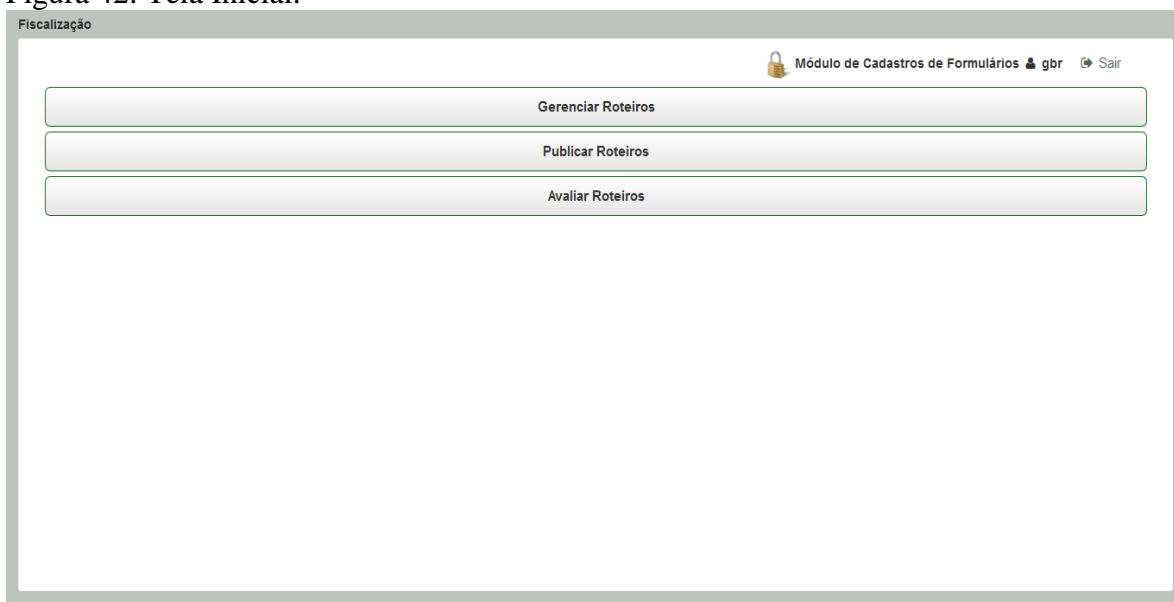 Figura 42: Tela Inicial.
Fiscalização
Módulo de Cadastros de Formulários gbr Sair
Gerenciar Roteiros
Publicar Roteiros
Avaliar Roteiros